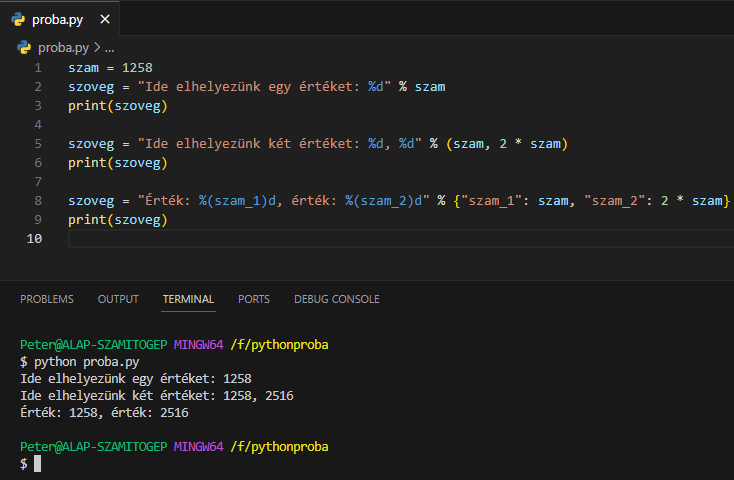 proba.py ×
proba.py > ...
1 szam = 1258
2 szoveg = "Ide elhelyezünk egy értéket: %d" % szam
3 print(szoveg)
4
5 szoveg = "Ide elhelyezünk két értéket: %d, %d" % (szam, 2 * szam)
6 print(szoveg)
7
8 szoveg = "Érték: %(szam_1)d, érték: %(szam_2)d" % {"szam_1": szam, "szam_2": 2 * szam}
9 print(szoveg)
10
PROBLEMS OUTPUT TERMINAL PORTS DEBUG CONSOLE
Peter@ALAP-SZAMITOGEP MINGW64 /f/pythonproba
$ python proba.py
Ide elhelyezünk egy értéket: 1258
Ide elhelyezünk két értéket: 1258, 2516
Érték: 1258, érték: 2516
Peter@ALAP-SZAMITOGEP MINGW64 /f/pythonproba
$